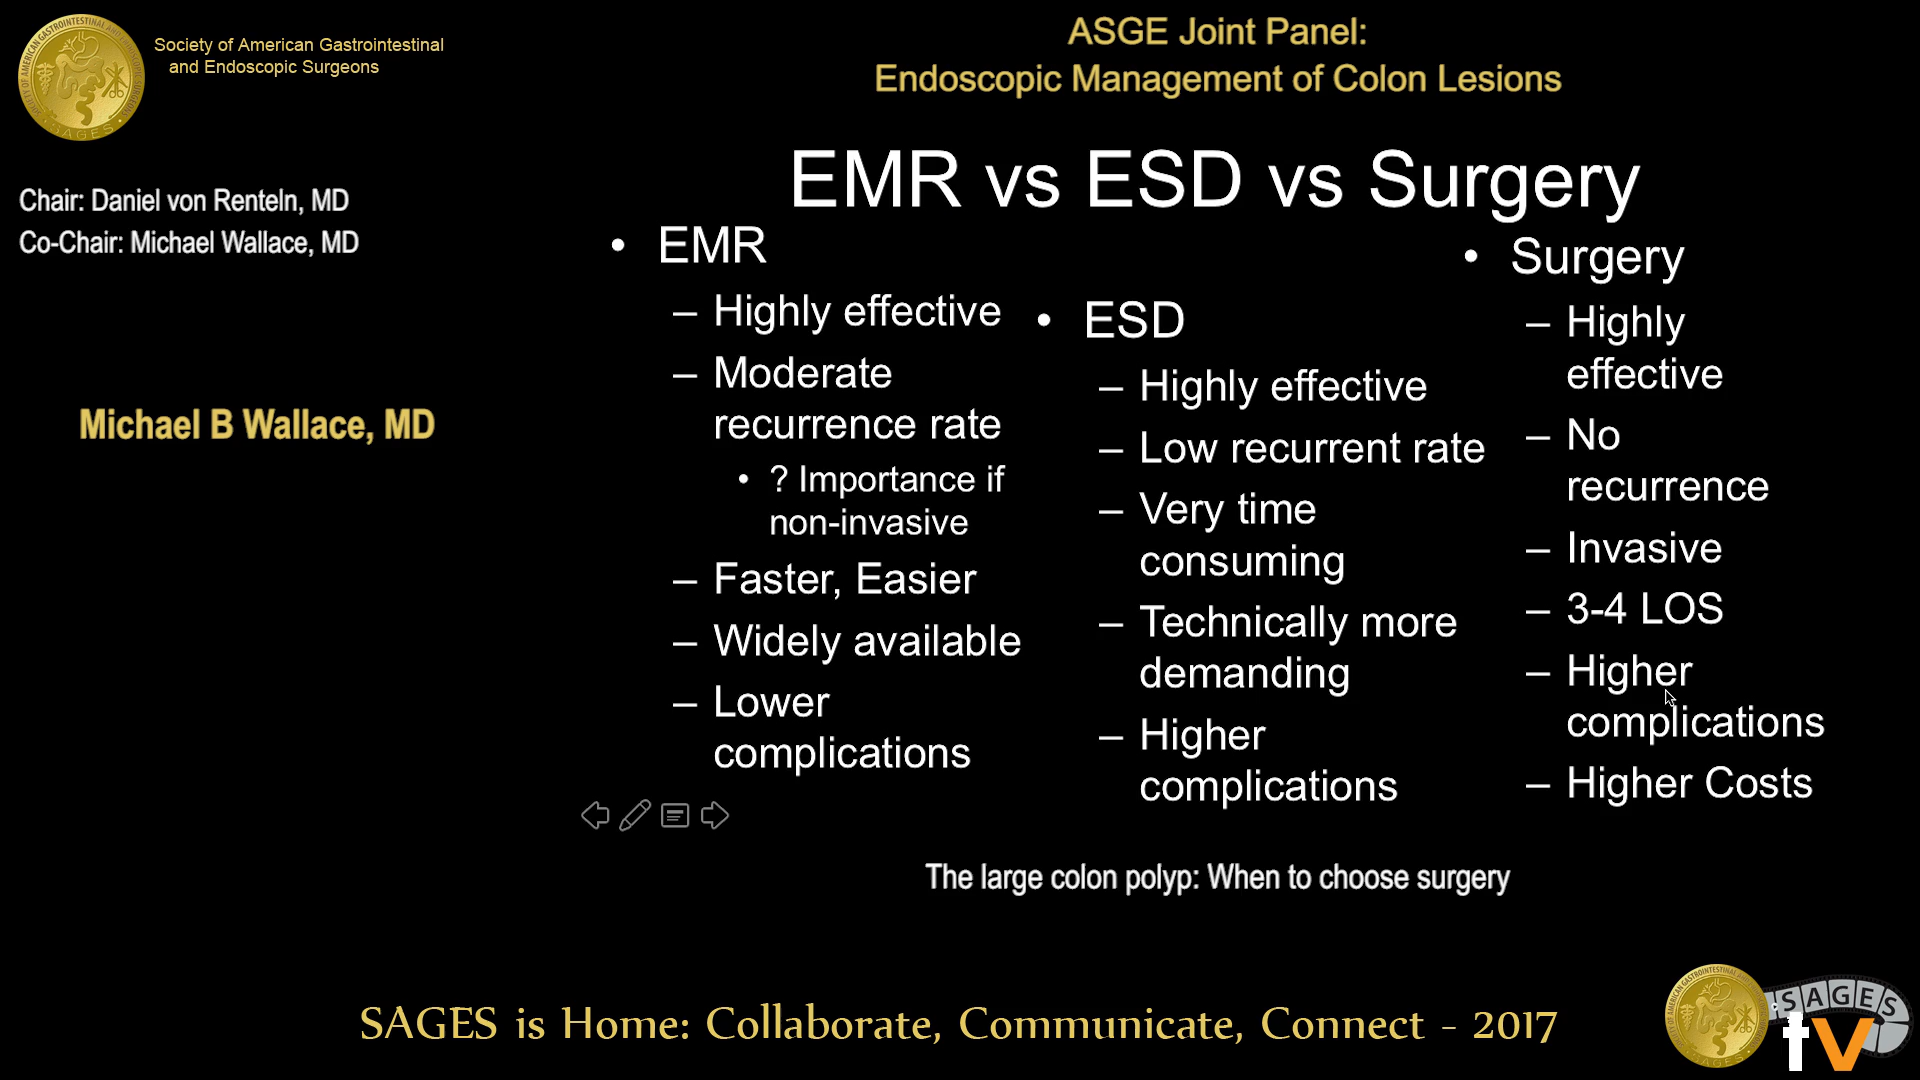 Society of American Gastrointestinal
and Endoscopic Surgeons
ASGE Joint Panel:
Endoscopic Management of Colon Lesions
Chair: Daniel von Renteln, MD
Co-Chair: Michael Wallace, MD
Michael B Wallace, MD
EMR vs ESD vs Surgery
• EMR
– Highly effective
– Moderate
recurrence rate
• ? Importance if
non-invasive
– Faster, Easier
– Widely available
– Lower
complications
• ESD
– Highly effective
– Low recurrent rate
– Very time
consuming
– Technically more
demanding
– Higher
complications
• Surgery
– Highly
effective
– No
recurrence
– Invasive
– 3-4 LOS
– Higher
complications
– Higher Costs
The large colon polyp: When to choose surgery
SAGES is Home: Collaborate, Communicate, Connect - 2017
SAGES
tv